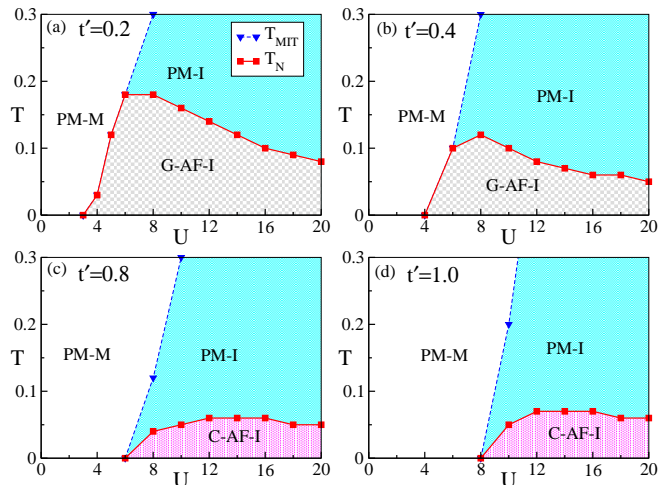 0.3
(a) t′=0.2
T_MIT
T_N
0.2
PM-I
T
PM-M
0.1
G-AF-I
0
0 4 8 12 16 20
U
0.3
(b) t′=0.4
0.2
PM-I
T
PM-M
0.1
G-AF-I
0
0 4 8 12 16 20
U
0.3
(c) t′=0.8
0.2
T
PM-M
PM-I
0.1
C-AF-I
0
0 4 8 12 16 20
U
0.3
(d) t′=1.0
0.2
T
PM-M
PM-I
0.1
C-AF-I
0
0 4 8 12 16 20
U